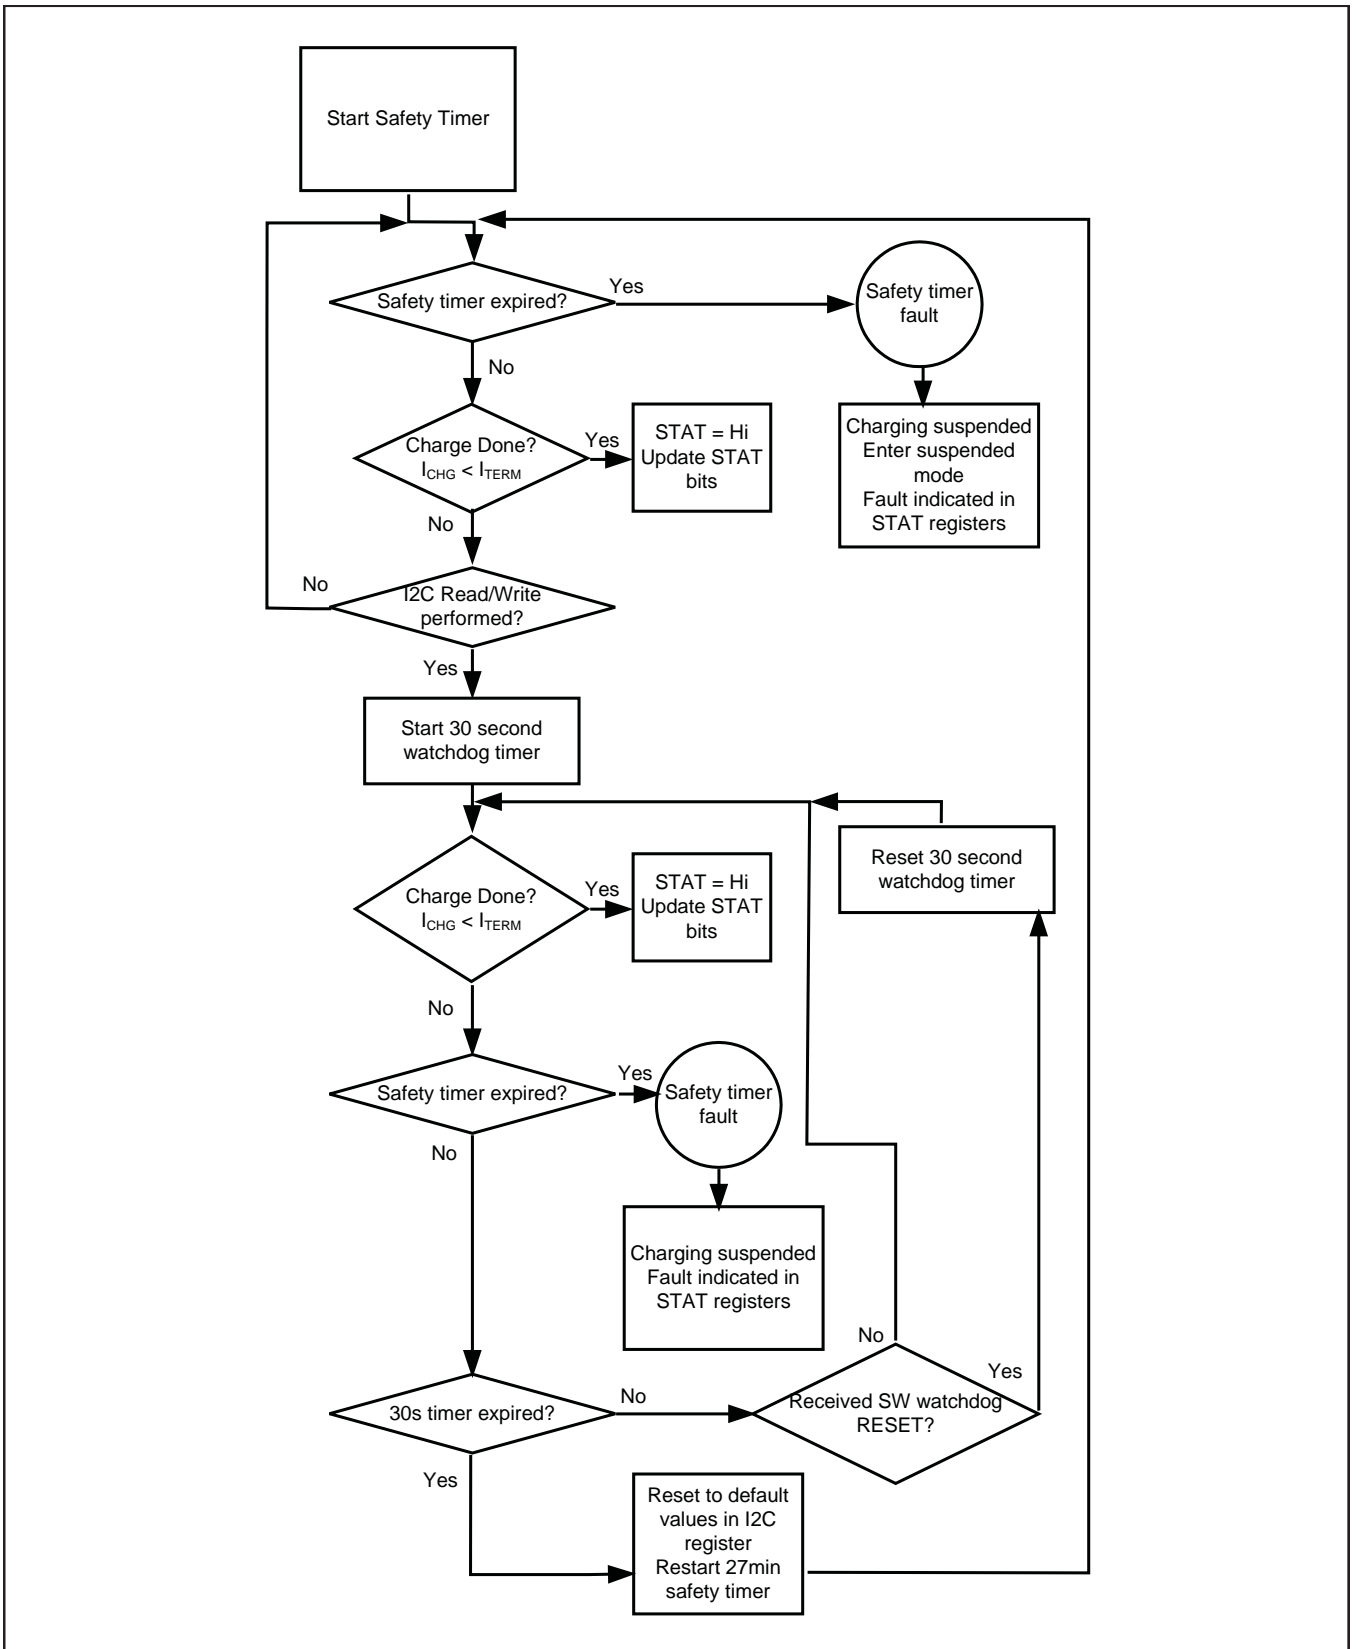 Start Safety Timer
Safety timer expired?
Yes
Safety timer
fault
No
Charging suspended
Enter suspended
mode
Fault indicated in
STAT registers
Charge Done?
I_CHG < I_TERM
Yes
STAT = Hi
Update STAT
bits
No
I2C Read/Write
performed?
No
Yes
Start 30 second
watchdog timer
Reset 30 second
watchdog timer
Charge Done?
I_CHG < I_TERM
Yes
STAT = Hi
Update STAT
bits
No
Safety timer expired?
Yes
Safety timer
fault
No
Charging suspended
Fault indicated in
STAT registers
30s timer expired?
No
Received SW watchdog
RESET?
No
Yes
Yes
Reset to default
values in I2C
register
Restart 27min
safety timer